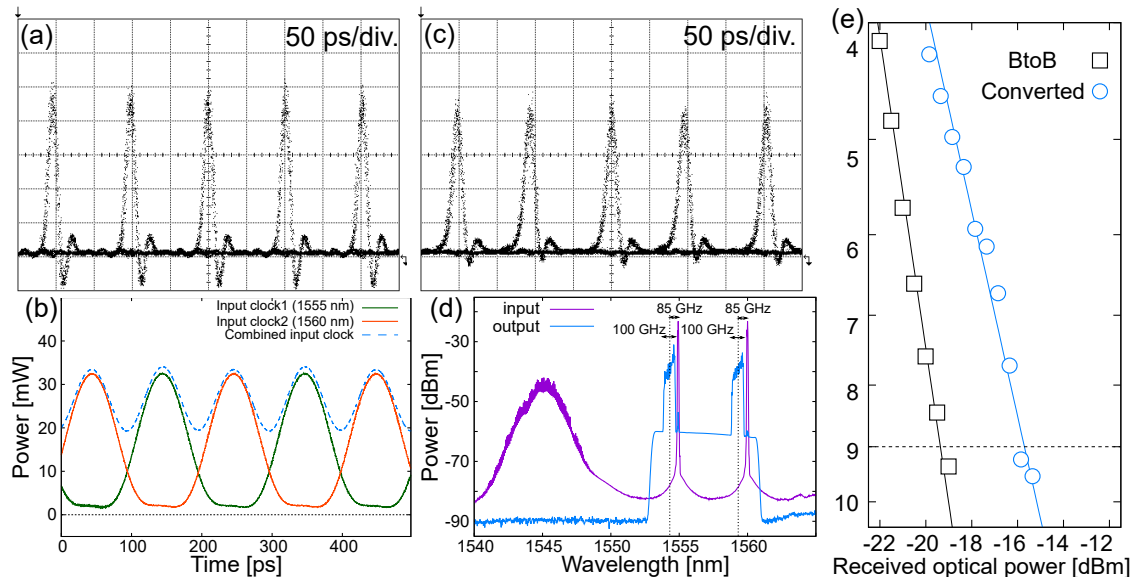 (a)
50 ps/div.
(c)
50 ps/div.
(b)
Input clock1 (1555 nm)
Input clock2 (1560 nm)
Combined input clock
Power [mW]
40
30
20
10
0
0
100
200
300
400
Time [ps]
(d)
input
output
85 GHz
85 GHz
100 GHz
100 GHz
Power [dBm]
-30
-50
-70
-90
1540
1545
1550
1555
1560
Wavelength [nm]
(e)
BtoB
Converted
4
5
6
7
8
9
10
-22
-20
-18
-16
-14
-12
Received optical power [dBm]